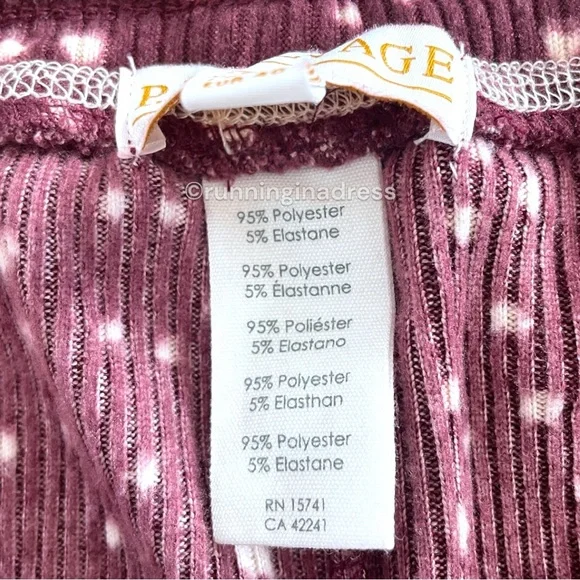 P AGE
©runninginadress
95% Polyester
5% Elastane
95% Polyester
5% Élastanne
95% Poliéster
5% Elastano
95% Polyester
5% Elasthan
95% Polyester
5% Elastane
RN 15741
CA 42241